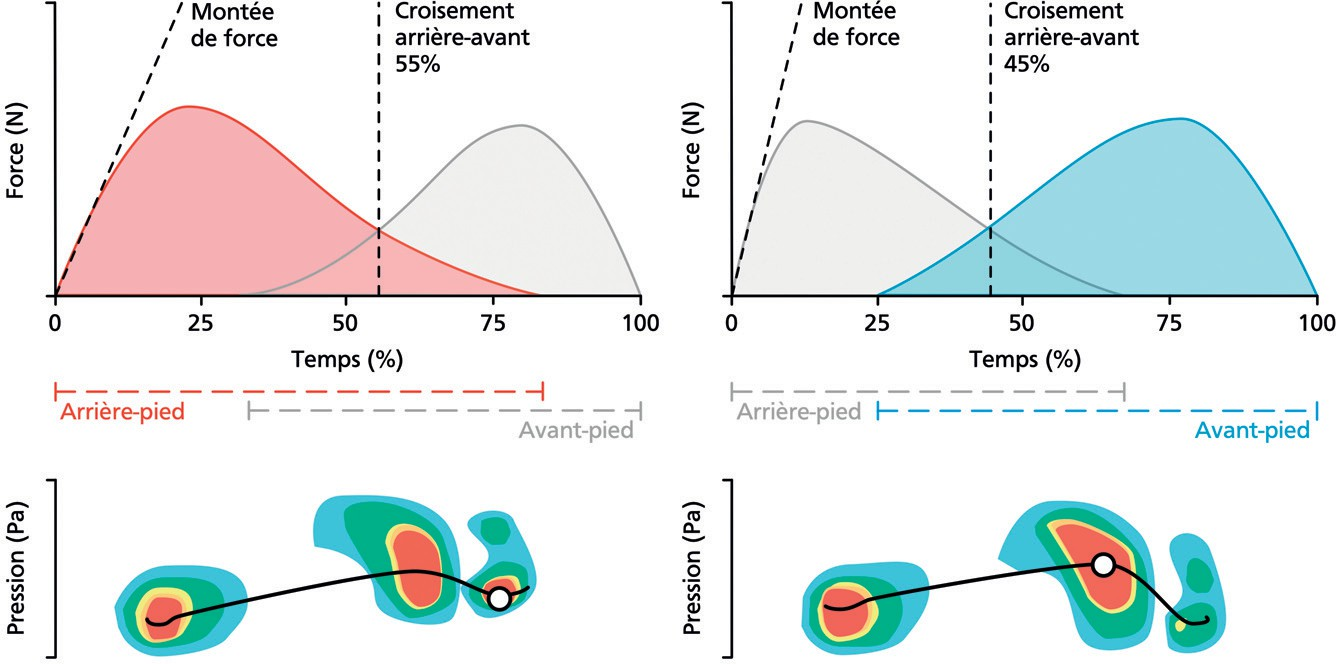 Montée
de force
Croisement
arrière-avant
55%
Force (N)
0 25 50 75 100
Temps (%)
Arrière-pied
Avant-pied
Pression (Pa)
Montée
de force
Croisement
arrière-avant
45%
Force (N)
0 25 50 75 100
Temps (%)
Arrière-pied
Avant-pied
Pression (Pa)